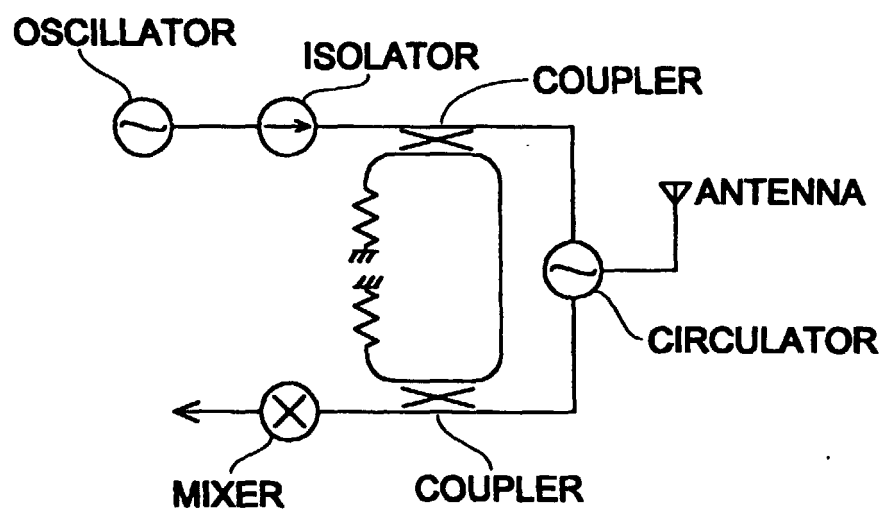 OSCILLATOR
ISOLATOR
COUPLER
ANTENNA
CIRCULATOR
MIXER
COUPLER